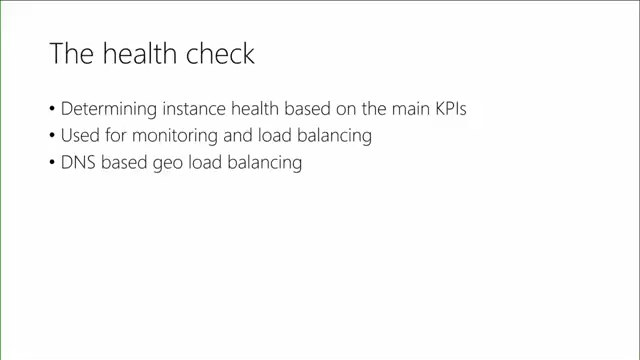 The health check
• Determining instance health based on the main KPIs
• Used for monitoring and load balancing
• DNS based geo load balancing